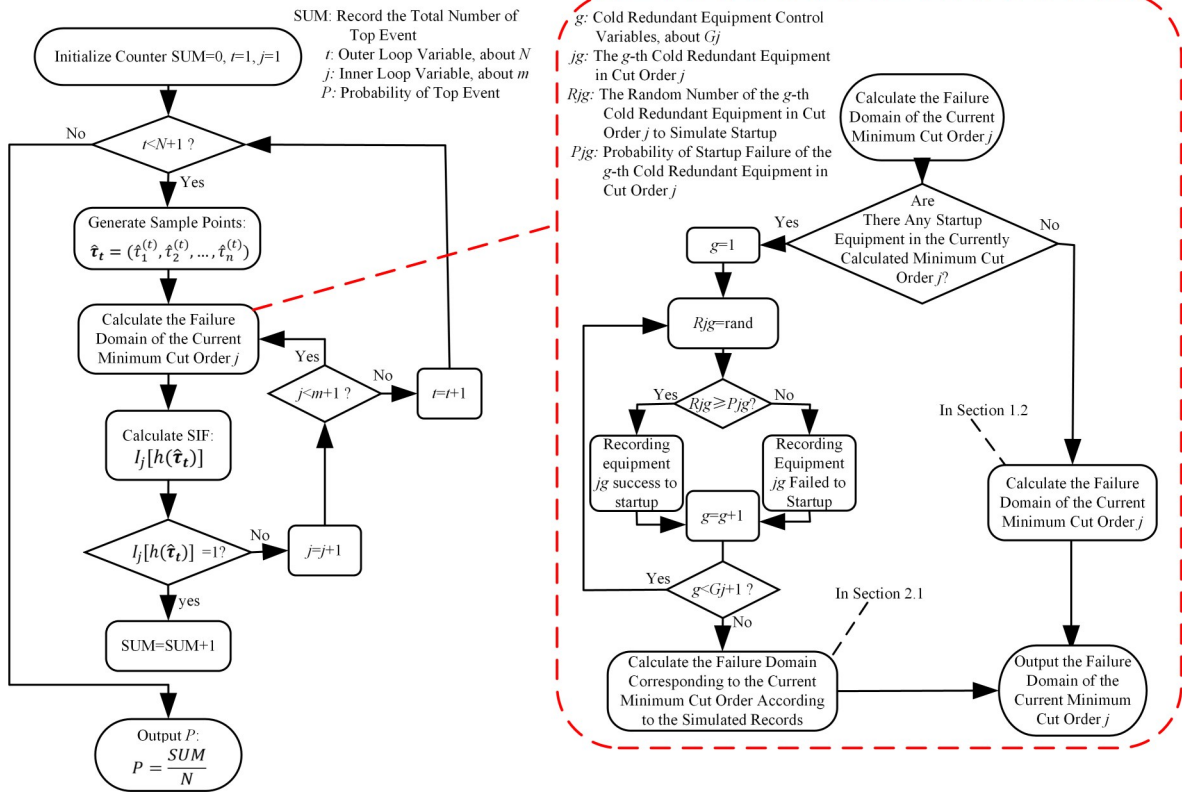 Initialize Counter SUM=0, t=1, j=1
SUM: Record the Total Number of
Top Event
t: Outer Loop Variable, about N
j: Inner Loop Variable, about m
P: Probability of Top Event
No
t<N+1 ?
Yes
Generate Sample Points:
τ̂_t = (t̂_1^(t), t̂_2^(t), ..., t̂_n^(t))
Calculate the Failure
Domain of the Current
Minimum Cut Order j
Yes
j<m+1 ?
No
t=t+1
Calculate SIF:
I_j[h(τ̂_t)]
I_j[h(τ̂_t)] =1?
No
j=j+1
yes
SUM=SUM+1
Output P:
P = SUM/N
g: Cold Redundant Equipment Control
Variables, about Gj
jg: The g-th Cold Redundant Equipment
in Cut Order j
Rjg: The Random Number of the g-th
Cold Redundant Equipment in Cut
Order j to Simulate Startup
Pjg: Probability of Startup Failure of the
g-th Cold Redundant Equipment in
Cut Order j
Calculate the Failure
Domain of the Current
Minimum Cut Order j
Are
There Any Startup
Equipment in the Currently
Calculated Minimum Cut
Order j?
Yes
No
g=1
Rjg=rand
Yes
Rjg≥Pjg?
No
Recording
equipment
jg success to
startup
Recording
Equipment
jg Failed to
Startup
g=g+1
Yes
g<Gj+1 ?
No
In Section 1.2
Calculate the Failure
Domain of the Current
Minimum Cut Order j
In Section 2.1
Calculate the Failure Domain
Corresponding to the Current
Minimum Cut Order According
to the Simulated Records
Output the Failure
Domain of the
Current Minimum
Cut Order j